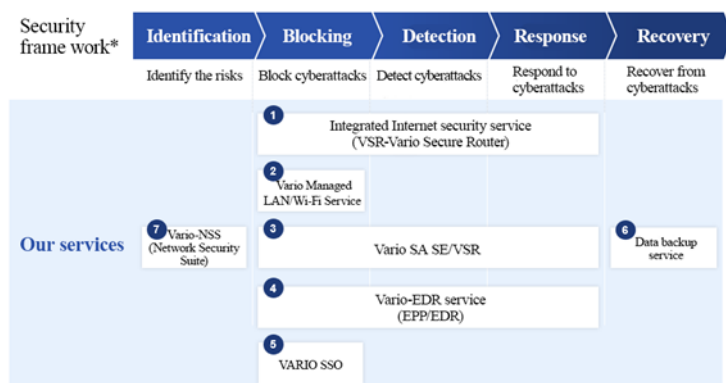 Security
frame work*
Identification
Blocking
Detection
Response
Recovery
Identify the risks
Block cyberattacks
Detect cyberattacks
Respond to
cyberattacks
Recover from
cyberattacks
Our services
1
Integrated Internet security service
(VSR-Vario Secure Router)
2
Vario Managed
LAN/Wi-Fi Service
7
Vario-NSS
(Network Security
Suite)
3
Vario SA SE/VSR
6
Data backup
service
4
Vario-EDR service
(EPP/EDR)
5
VARIO SSO